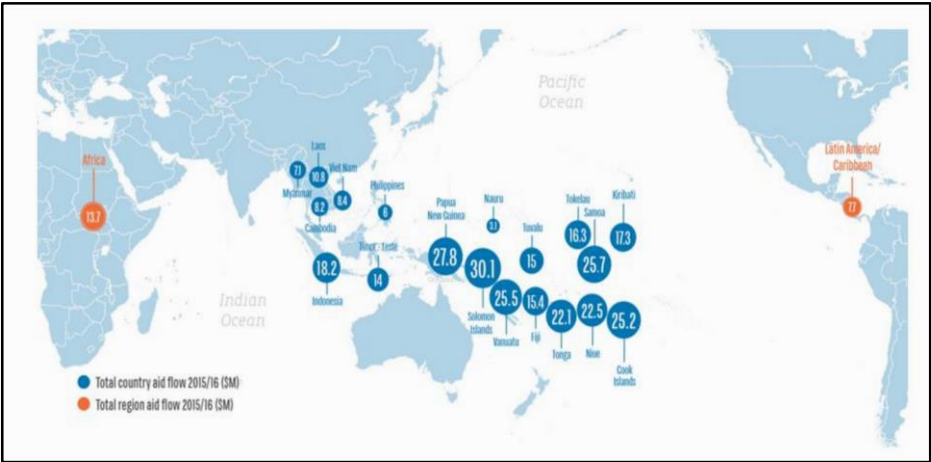 Pacific
Ocean
Latin America/
Caribbean
Africa
Laos
Viet Nam
7.1
10.8
Myanmar
Philippines
8.4
8.2
6
Cambodia
Nauru
3.1
Tokelau
Samoa
Kiribati
Papua
New Guinea
Tuvalu
13.7
7.7
16.3
17.3
Timor-Leste
27.8
30.1
15
25.7
18.2
14
Indonesia
Indian
Ocean
25.5
15.4
22.1
22.5
25.2
Solomon
Islands
Vanuatu
Fiji
Tonga
Niue
Cook
Islands
Total country aid flow 2015/16 ($M)
Total region aid flow 2015/16 ($M)